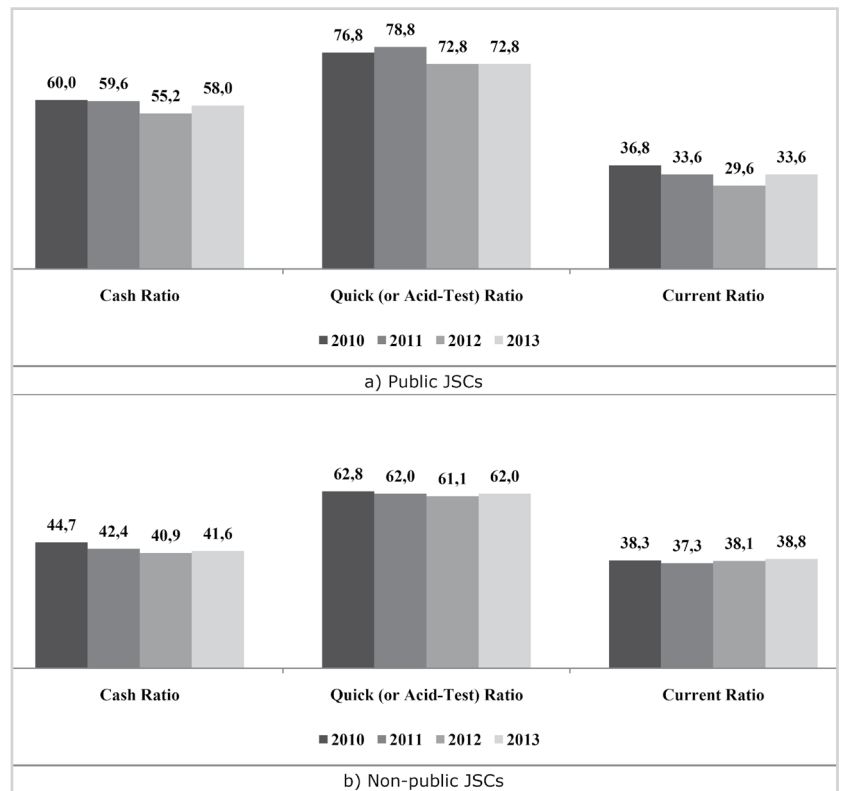 60,0 59,6 55,2 58,0 76,8 78,8 72,8 72,8 36,8 33,6 29,6 33,6
Cash Ratio Quick (or Acid-Test) Ratio Current Ratio
2010 2011 2012 2013
a) Public JSCs
44,7 42,4 40,9 41,6 62,8 62,0 61,1 62,0 38,3 37,3 38,1 38,8
Cash Ratio Quick (or Acid-Test) Ratio Current Ratio
2010 2011 2012 2013
b) Non-public JSCs